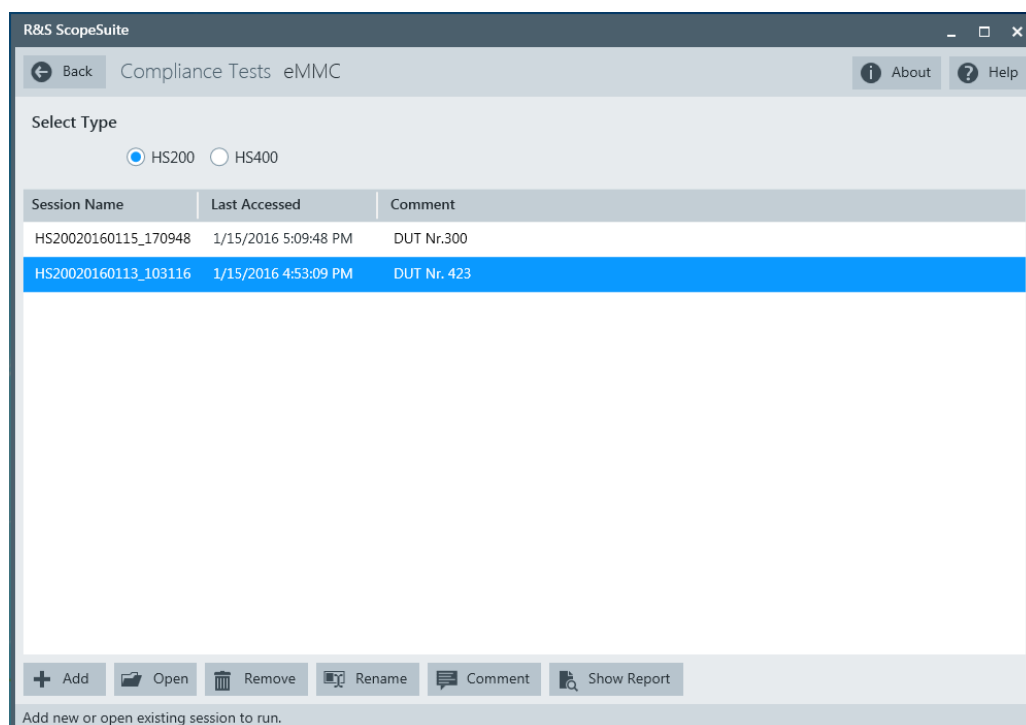 R&S ScopeSuite
Back Compliance Tests eMMC About Help
Select Type
HS200 HS400
Session Name Last Accessed Comment
HS20020160115_170948 1/15/2016 5:09:48 PM DUT Nr.300
HS20020160113_103116 1/15/2016 4:53:09 PM DUT Nr. 423
Add Open Remove Rename Comment Show Report
Add new or open existing session to run.